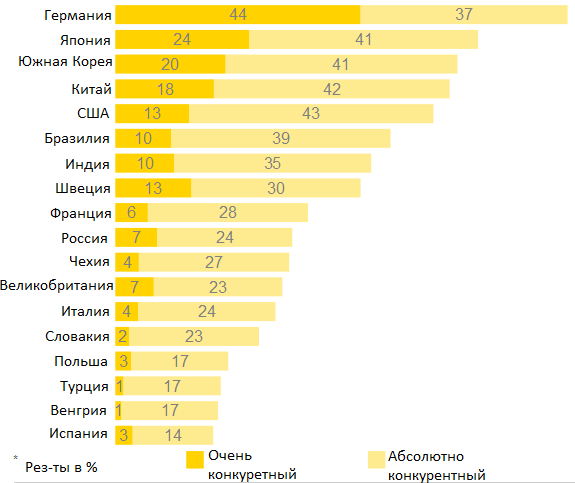 Германия 44 37
Япония 24 41
Южная Корея 20 41
Китай 18 42
США 13 43
Бразилия 10 39
Индия 10 35
Швеция 13 30
Франция 6 28
Россия 7 24
Чехия 4 27
Великобритания 7 23
Италия 4 24
Словакия 2 23
Польша 3 17
Турция 1 17
Венгрия 1 17
Испания 3 14
* Рез-ты в %
Очень
конкуретный
Абсолютно
конкурентный